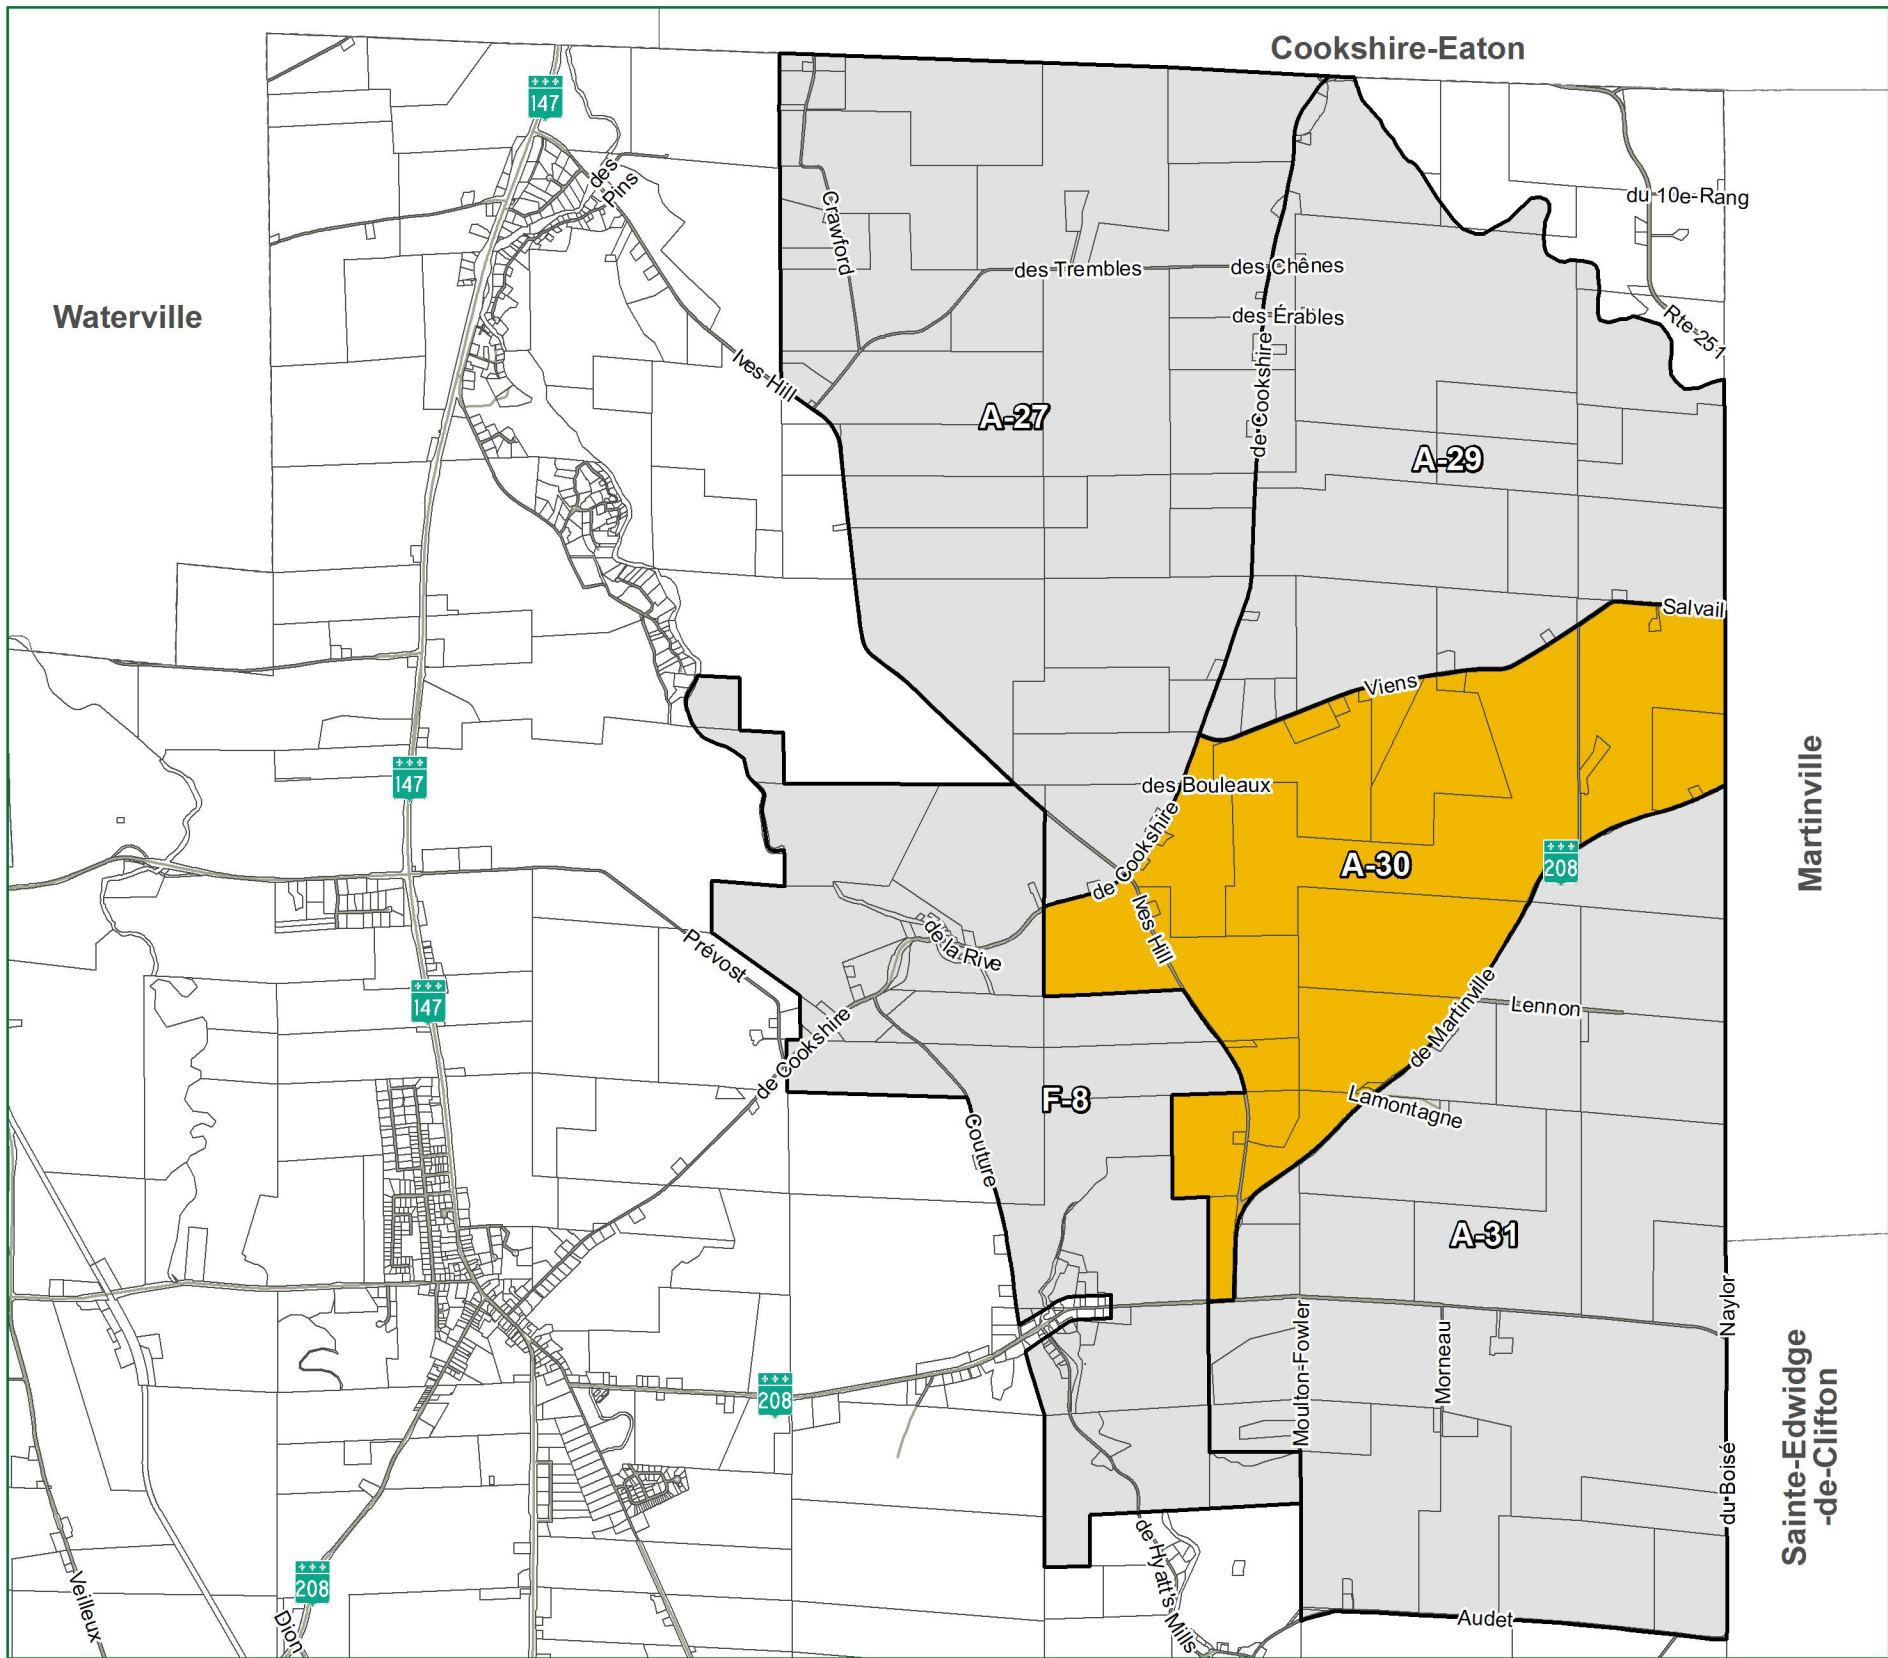 Cookshire-Eaton
147
des
Pins
du 10e-Rang
Crawford
des Trembles
des Chênes
des Érables
Waterville
Rte-251
Ives-Hill
de Cookshire
A-27
A-29
Salvail
Viens
147
des Bouleaux
Martinville
de Cookshire
A-30
208
Ives Hill
de la Rive
Prévost
147
Lennon
de Martinville
de Cookshire
F-8
Lamontagne
Couture
A-31
Naylor
Moulton-Fowler
Morneau
208
Sainte-Edwidge
-de-Clifton
du Boisé
de Hyatt's Mills
208
Veilleux
Dion
Audet